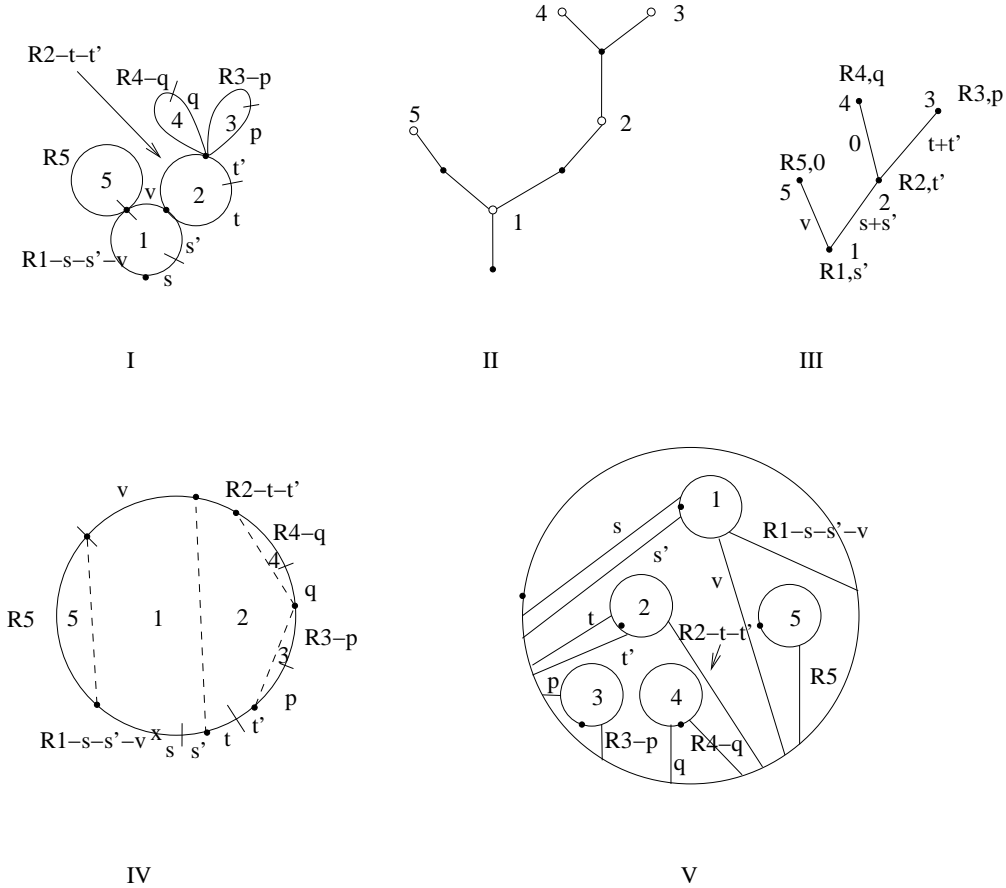 R2−t−t’
R4−q
R3−p
q
4
3
p
R5
5
v
t’
2
t
1
s’
R1−s−s’−v
s
I
4
3
5
2
1
II
R4,q
4
3
R3,p
0
t+t’
R5,0
5
R2,t’
2
v
s+s’
1
R1,s’
III
v
R2−t−t’
R4−q
4
q
R5
5
1
2
R3−p
3
p
R1−s−s’−v
x
s
s’
t
t’
IV
1
s
R1−s−s’−v
s’
v
2
5
t
R2−t−t’
t’
p
3
4
R5
R3−p
R4−q
q
V